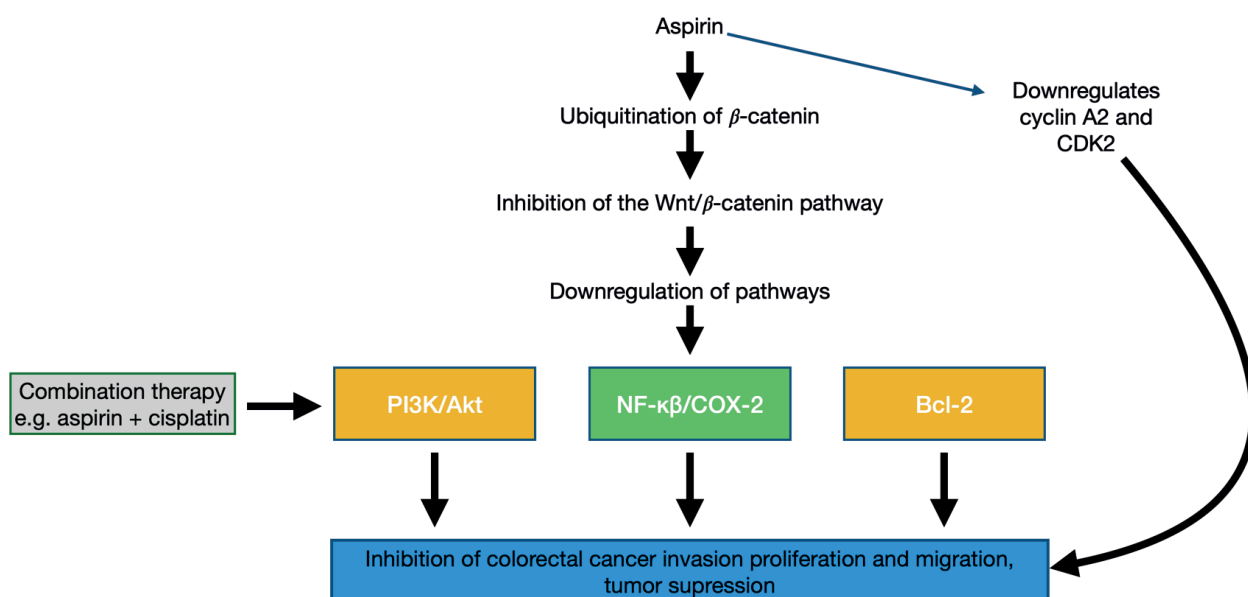 Aspirin
Downregulates
cyclin A2 and
CDK2
Ubiquitination of β-catenin
Inhibition of the Wnt/β-catenin pathway
Downregulation of pathways
Combination therapy
e.g. aspirin + cisplatin
PI3K/Akt
NF-κβ/COX-2
Bcl-2
Inhibition of colorectal cancer invasion proliferation and migration,
tumor supression